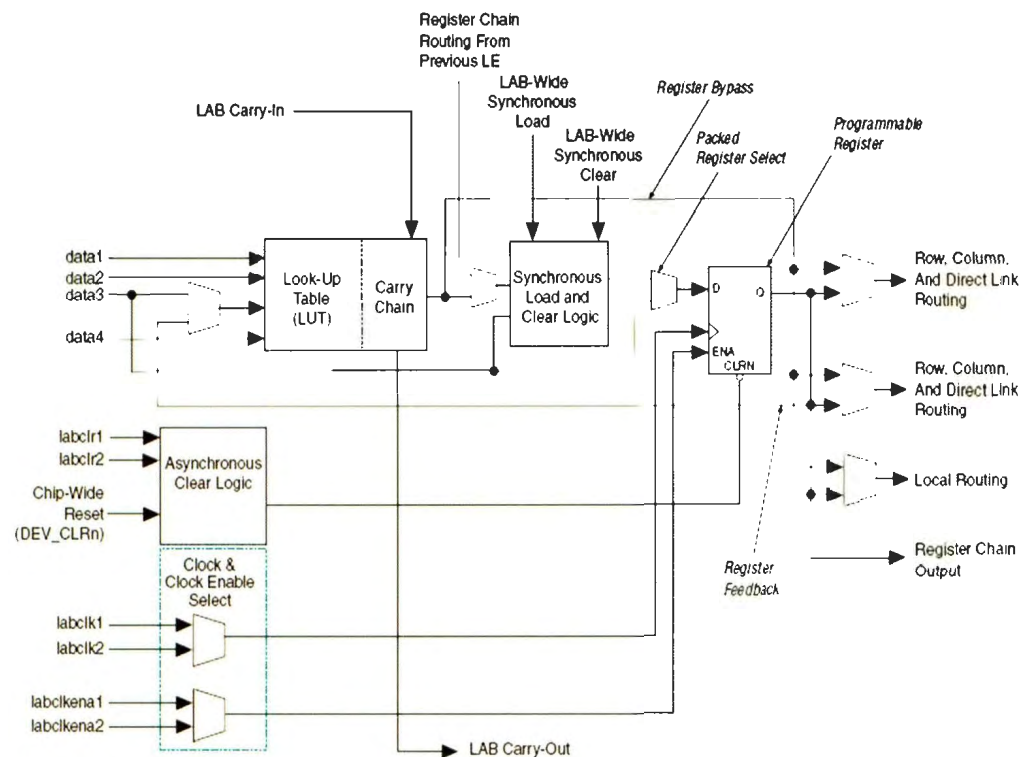 Register Chain
Routing From
Previous LE
LAB-Wide
Synchronous
Load
Register Bypass
Programmable
Register
LAB Carry-In
LAB-Wide
Synchronous
Clear
Packed
Register Select
data1
data2
data3
data4
Look-Up
Table
(LUT)
Carry
Chain
Synchronous
Load and
Clear Logic
D
Q
ENA
CLRN
Row, Column,
And Direct Link
Routing
Row, Column,
And Direct Link
Routing
labclr1
labclr2
Chip-Wide
Reset
(DEV_CLRn)
Asynchronous
Clear Logic
Local Routing
Clock &
Clock Enable
Select
Register
Feedback
Register Chain
Output
labclk1
labclk2
labclkena1
labclkena2
LAB Carry-Out